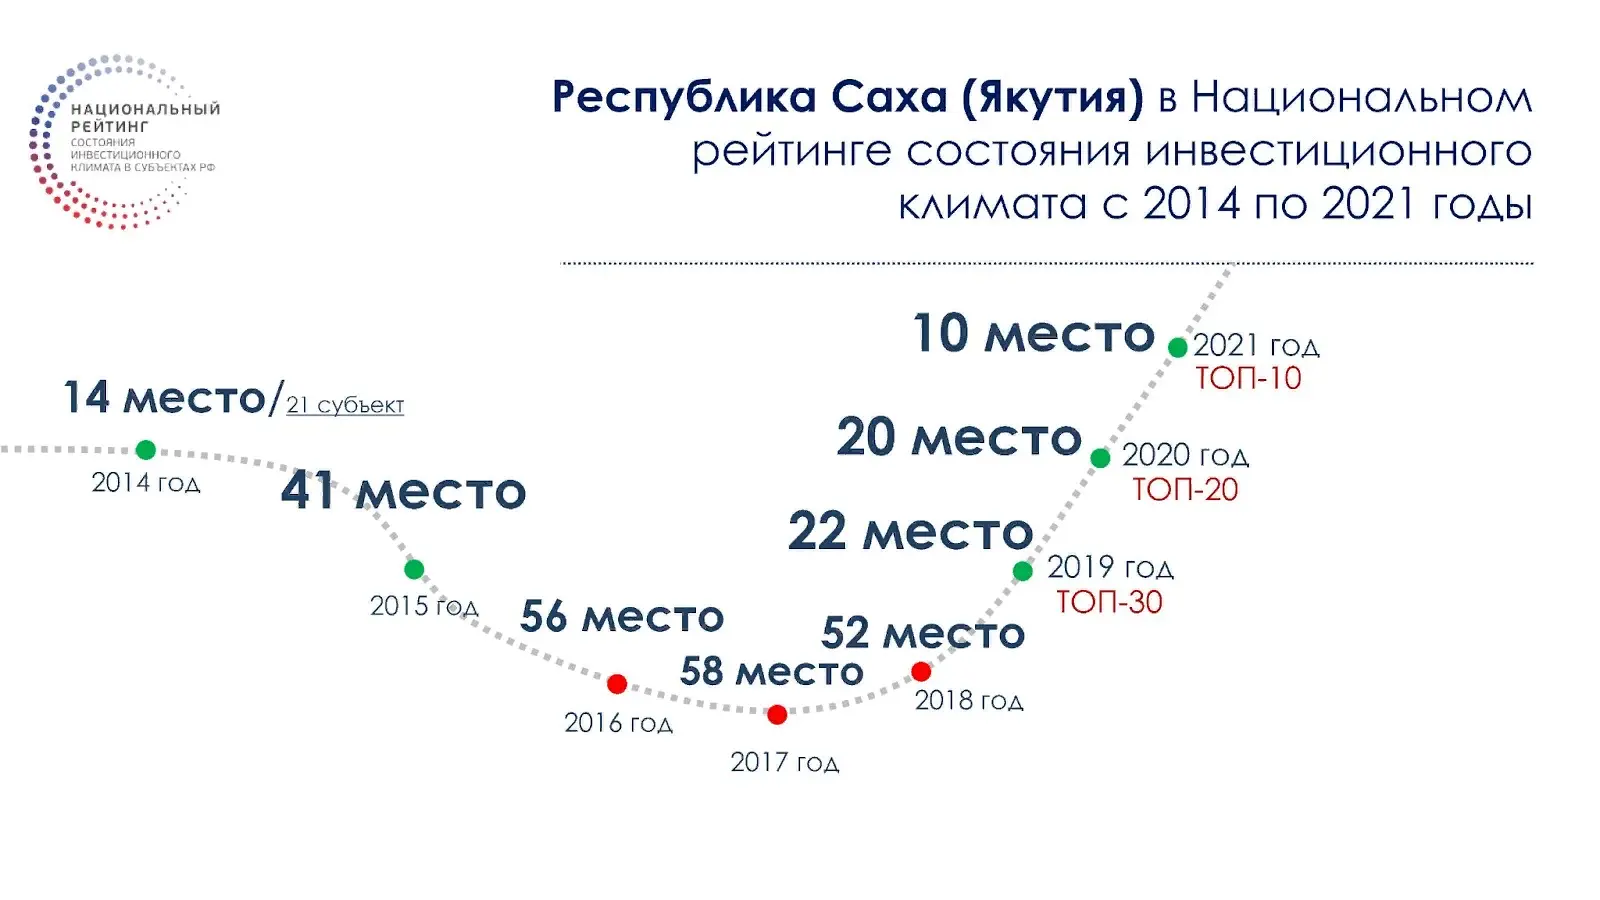 НАЦИОНАЛЬНЫЙ
РЕЙТИНГ
СОСТОЯНИЯ
ИНВЕСТИЦИОННОГО
КЛИМАТА В СУБЪЕКТАХ РФ
Республика Саха (Якутия) в Национальном
рейтинге состояния инвестиционного
климата с 2014 по 2021 годы
14 место/21 субъект
2014 год
41 место
2015 год
56 место
2016 год
58 место
2017 год
52 место
2018 год
22 место
2019 год
ТОП-30
20 место
2020 год
ТОП-20
10 место
2021 год
ТОП-10